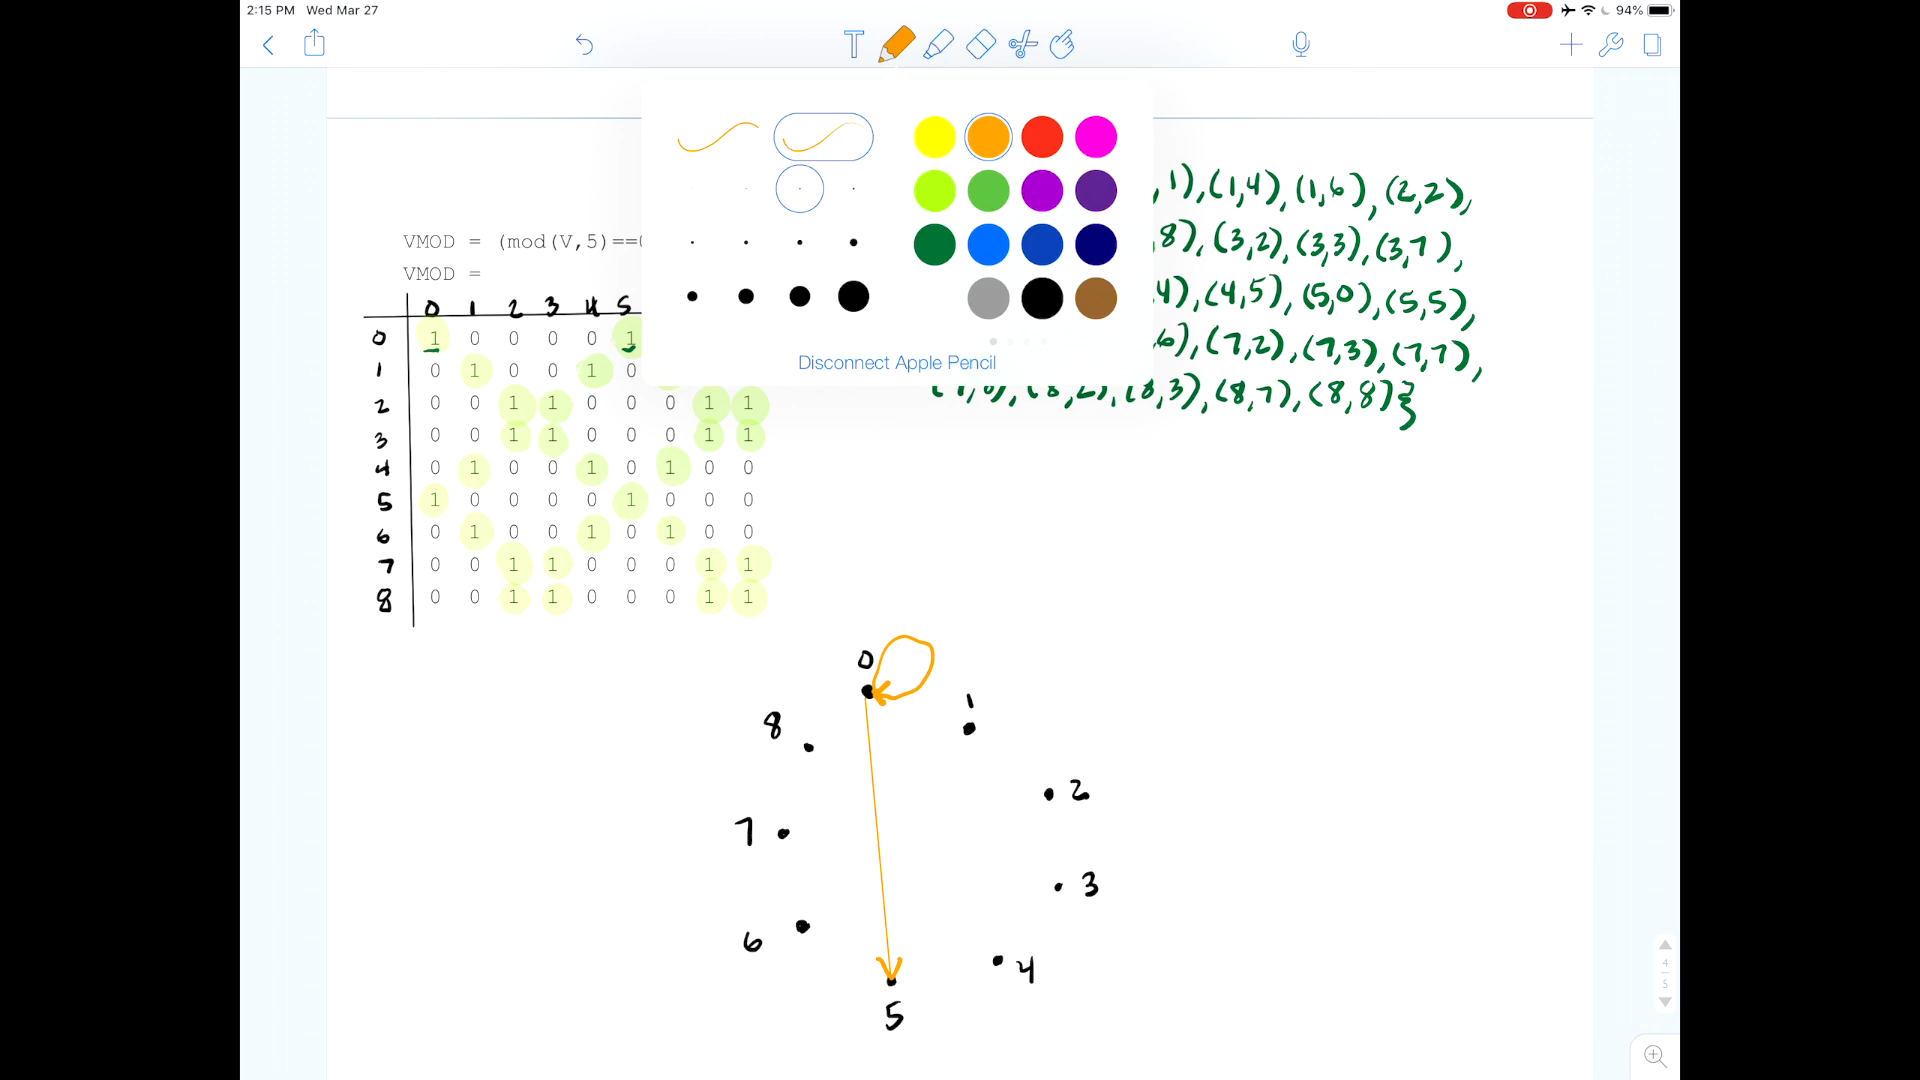 2:15 PM Wed Mar 27
94%
T
, 1), (1,4), (1,6), (2,2),
VMOD = (mod(V,5)==
8), (3,2), (3,3), (3,7),
VMOD =
4), (4,5), (5,0), (5,5),
0 1 2 3 4 5
0 1 0 0 0 0 1
6), (7,2), (7,3), (7,7),
Disconnect Apple Pencil
1 0 1 0 0 1 0
(8,3), (8,7), (8,8)}
2 0 0 1 1 0 0 0 1 1
3 0 0 1 1 0 0 0 1 1
4 0 1 0 0 1 0 1 0 0
5 1 0 0 0 0 1 0 0 0
6 0 1 0 0 1 0 1 0 0
7 0 0 1 1 0 0 0 1 1
8 0 0 1 1 0 0 0 1 1
0
1
8
2
7
3
6
4
5
4
5